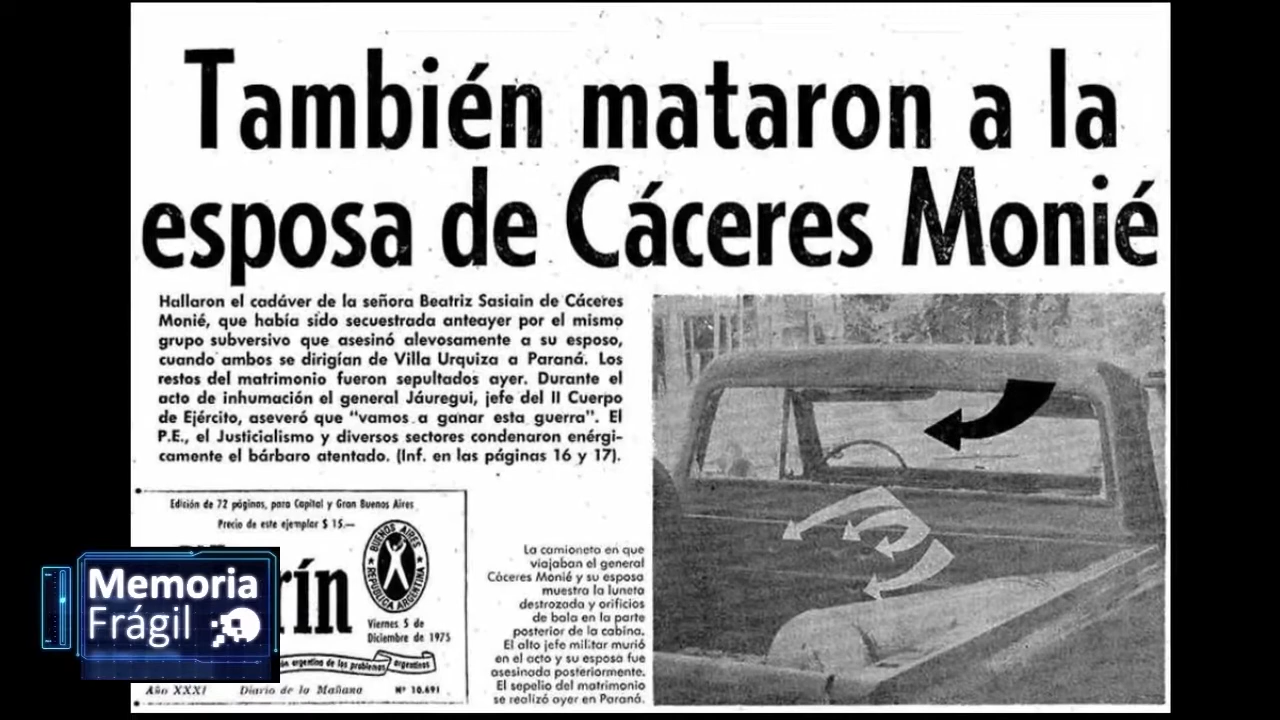 También mataron a la
esposa de Cáceres Monié
Hallaron el cadáver de la señora Beatriz Sasiain de Cáceres
Monié, que había sido secuestrada anteayer por el mismo
grupo subversivo que asesinó alevosamente a su esposo,
cuando ambos se dirigían de Villa Urquiza a Paraná. Los
restos del matrimonio fueron sepultados ayer. Durante el
acto de inhumación el general Jáuregui, jefe del II Cuerpo
de Ejército, aseveró que "vamos a ganar esta guerra". El
P.E., el Justicialismo y diversos sectores condenaron enérgi-
camente el bárbaro atentado. (Inf. en las páginas 16 y 17).
Edición de 72 páginas, para Capital y Gran Buenos Aires
Precio de este ejemplar $ 15.—
rín
BUENOS AIRES
REPUBLICA ARGENTINA
Viernes 5 de
Diciembre de 1975
argentina de los problemas argentinos
Año XXXI Diario de la Mañana Nº 10.691
La camioneta en que
viajaban el general
Cáceres Monié y su esposa
muestra la luneta
destrozada y orificios
de bala en la parte
posterior de la cabina.
El alto jefe militar murió
en el acto y su esposa fue
asesinada posteriormente.
El sepelio del matrimonio
se realizó ayer en Paraná.
Memoria
Frágil